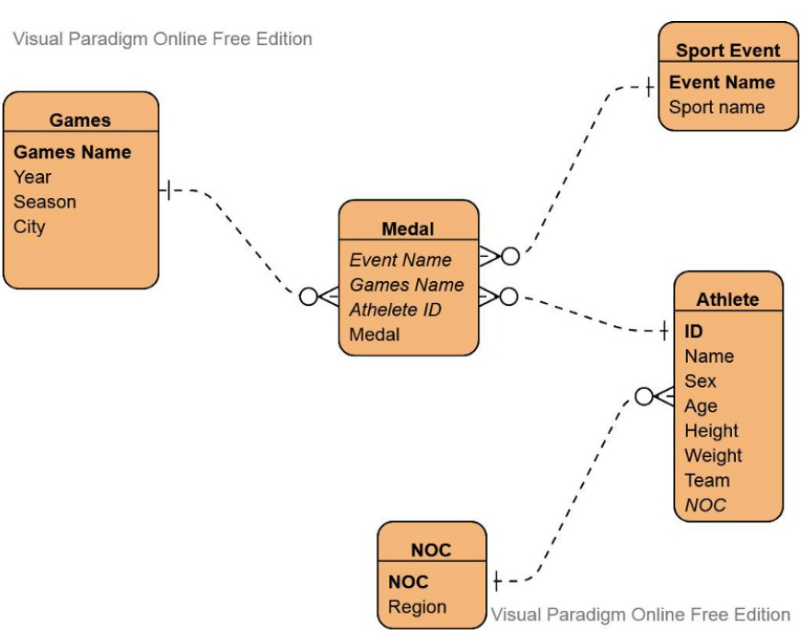 Visual Paradigm Online Free Edition
Games
Games Name
Year
Season
City
Sport Event
Event Name
Sport name
Medal
Event Name
Games Name
Athelete ID
Medal
Athlete
ID
Name
Sex
Age
Height
Weight
Team
NOC
NOC
NOC
Region
Visual Paradigm Online Free Edition